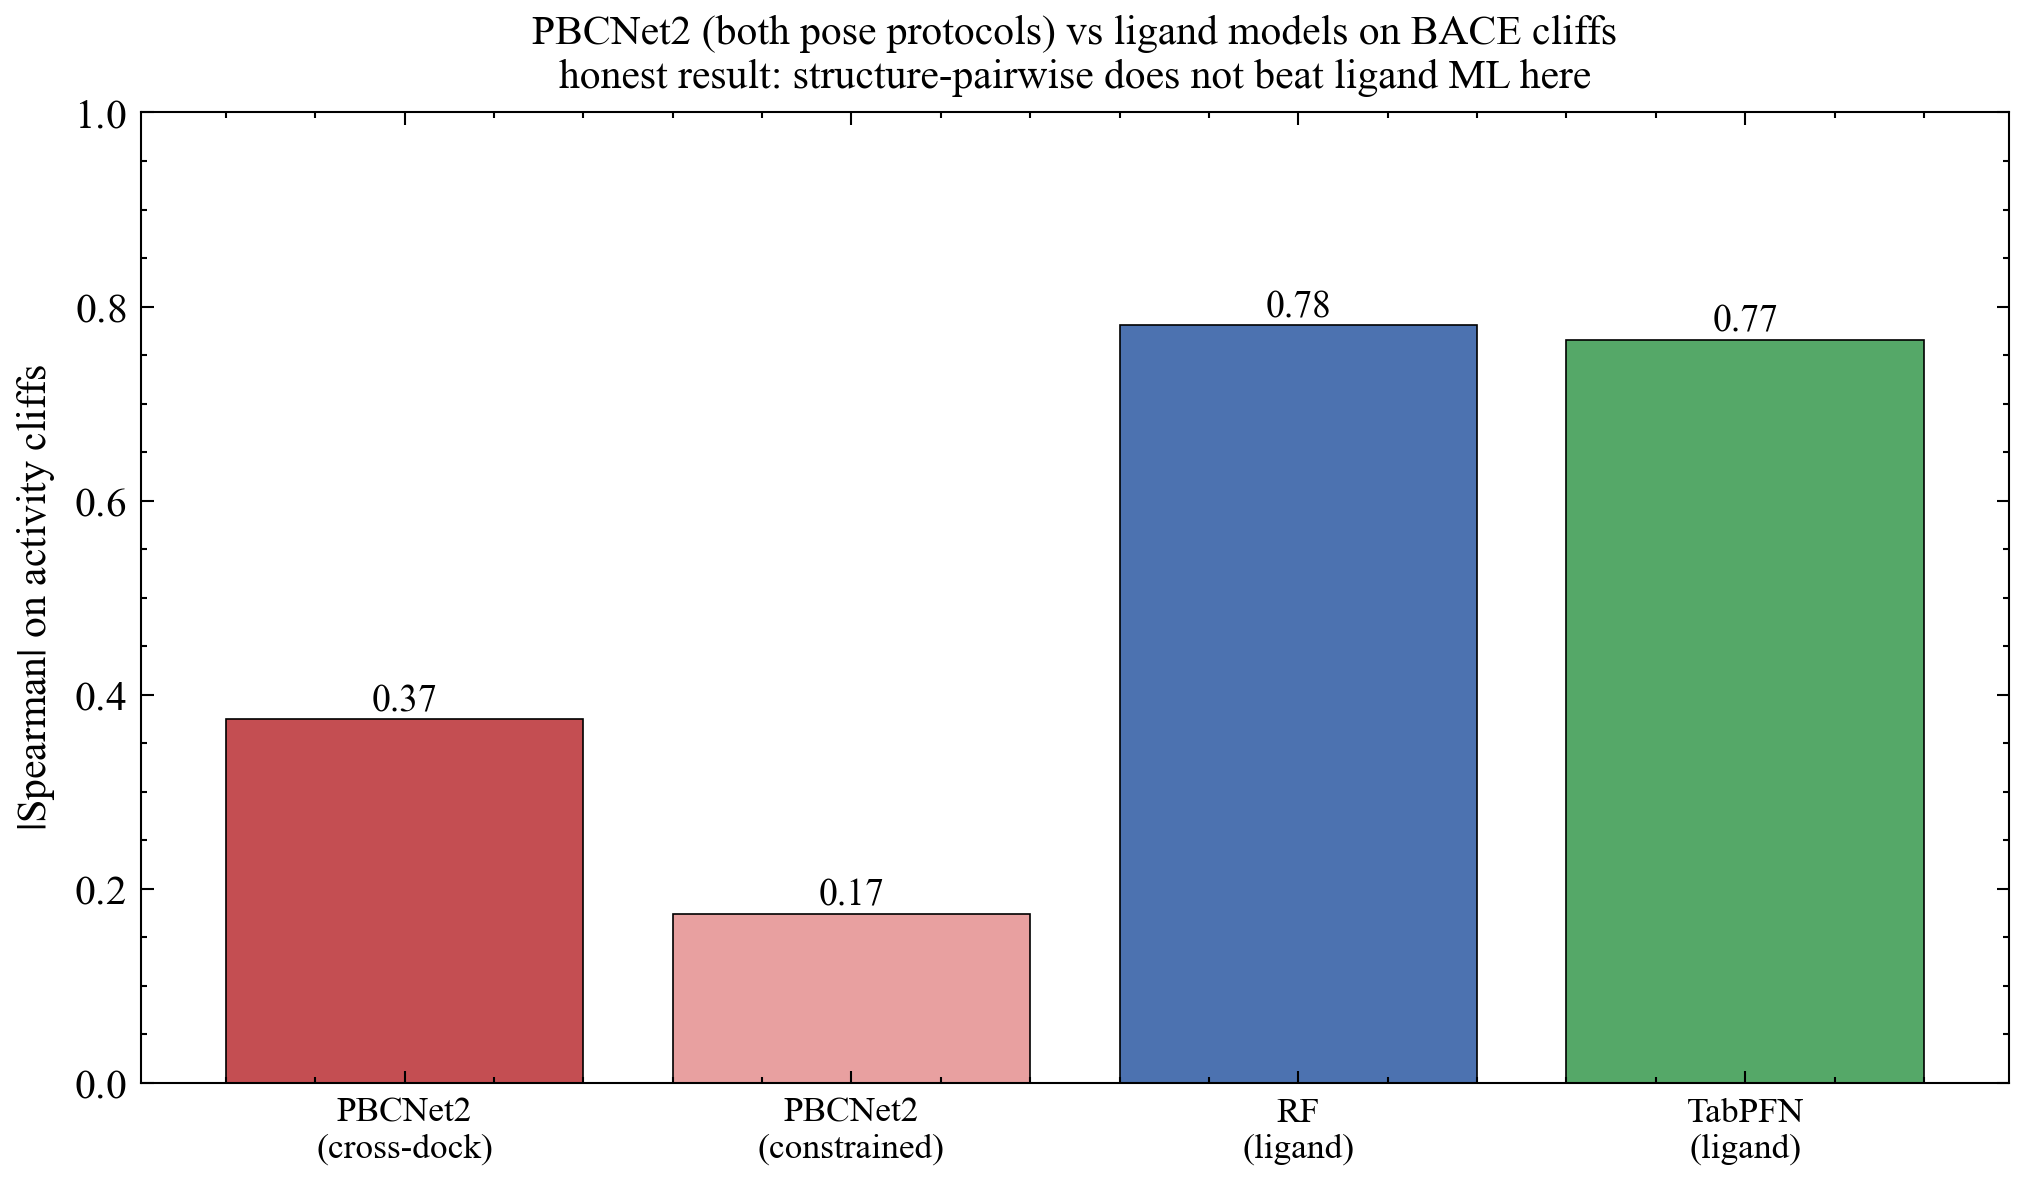 PBCNet2 (both pose protocols) vs ligand models on BACE cliffs
honest result: structure-pairwise does not beat ligand ML here
|Spearman| on activity cliffs
1.0
0.8
0.6
0.4
0.2
0.0
0.37
0.17
0.78
0.77
PBCNet2
(cross-dock)
PBCNet2
(constrained)
RF
(ligand)
TabPFN
(ligand)